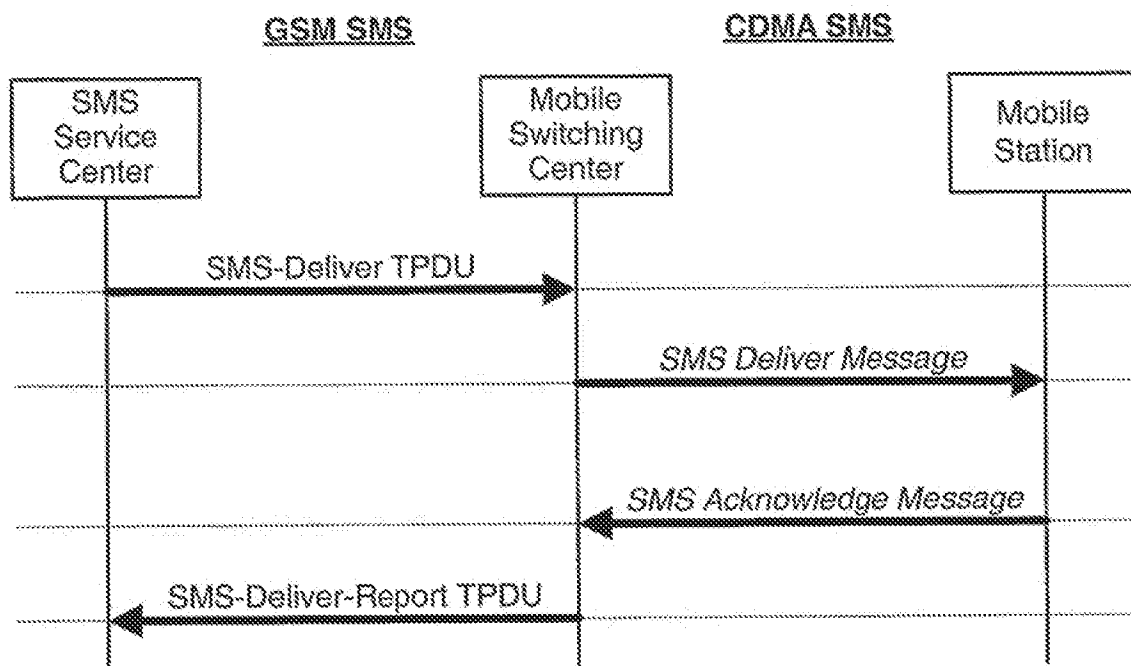 GSM SMS
CDMA SMS
SMS
Service
Center
Mobile
Switching
Center
Mobile
Station
SMS-Deliver TPDU
SMS Deliver Message
SMS Acknowledge Message
SMS-Deliver-Report TPDU